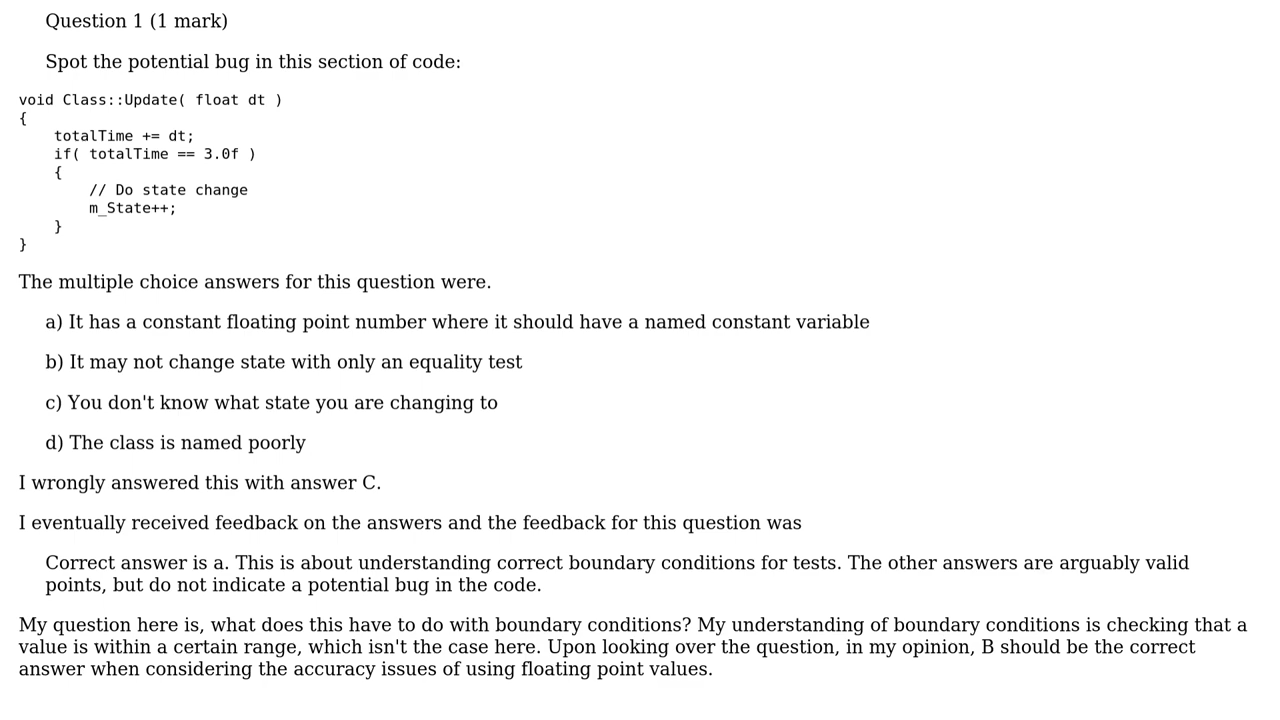 Question 1 (1 mark)
Spot the potential bug in this section of code:
void Class::Update( float dt )
{
    totalTime += dt;
    if( totalTime == 3.0f )
    {
        // Do state change
        m_State++;
    }
}
The multiple choice answers for this question were.
a) It has a constant floating point number where it should have a named constant variable
b) It may not change state with only an equality test
c) You don't know what state you are changing to
d) The class is named poorly
I wrongly answered this with answer C.
I eventually received feedback on the answers and the feedback for this question was
Correct answer is a. This is about understanding correct boundary conditions for tests. The other answers are arguably valid
points, but do not indicate a potential bug in the code.
My question here is, what does this have to do with boundary conditions? My understanding of boundary conditions is checking that a
value is within a certain range, which isn't the case here. Upon looking over the question, in my opinion, B should be the correct
answer when considering the accuracy issues of using floating point values.